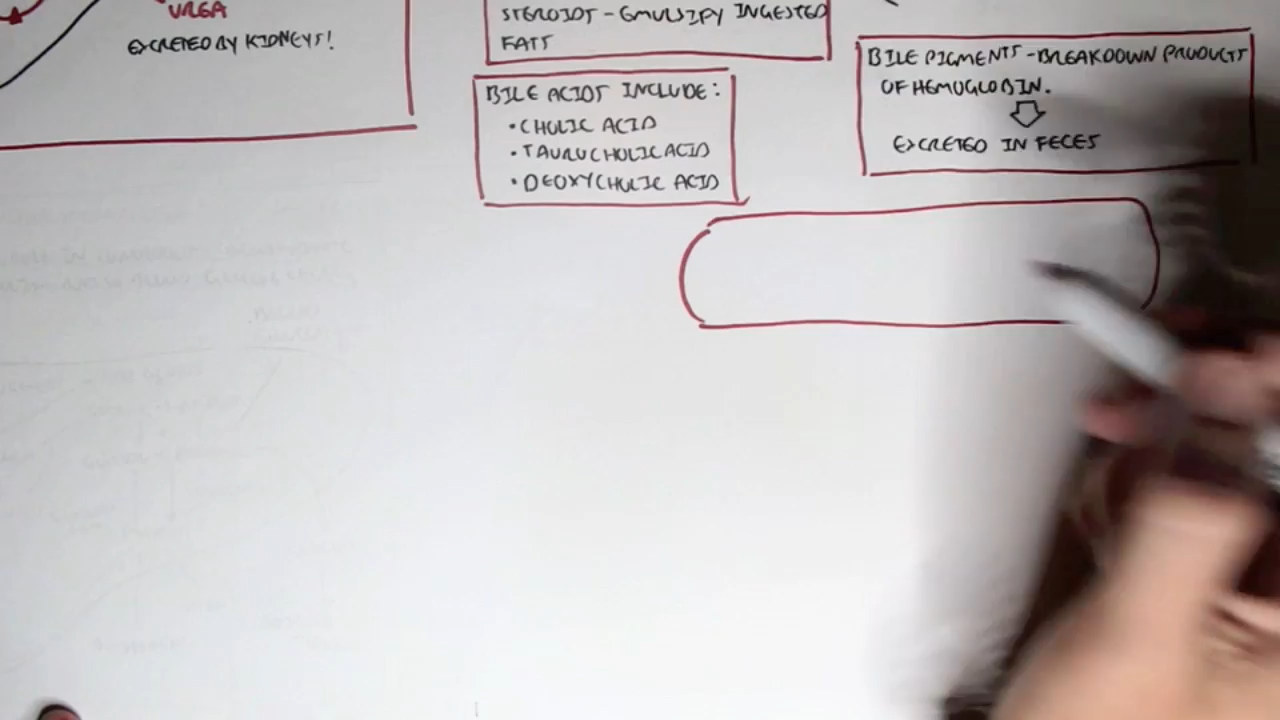 UREA
EXCRETED BY KIDNEYS!
STEROIDS - EMULSIFY INGESTED
FATS
BILE ACIDS INCLUDE:
• CHOLIC ACID
• TAUROCHOLIC ACID
• DEOXYCHOLIC ACID
BILE PIGMENTS - BREAKDOWN PRODUCTS
OF HEMOGLOBIN.
EXCRETED IN FECES